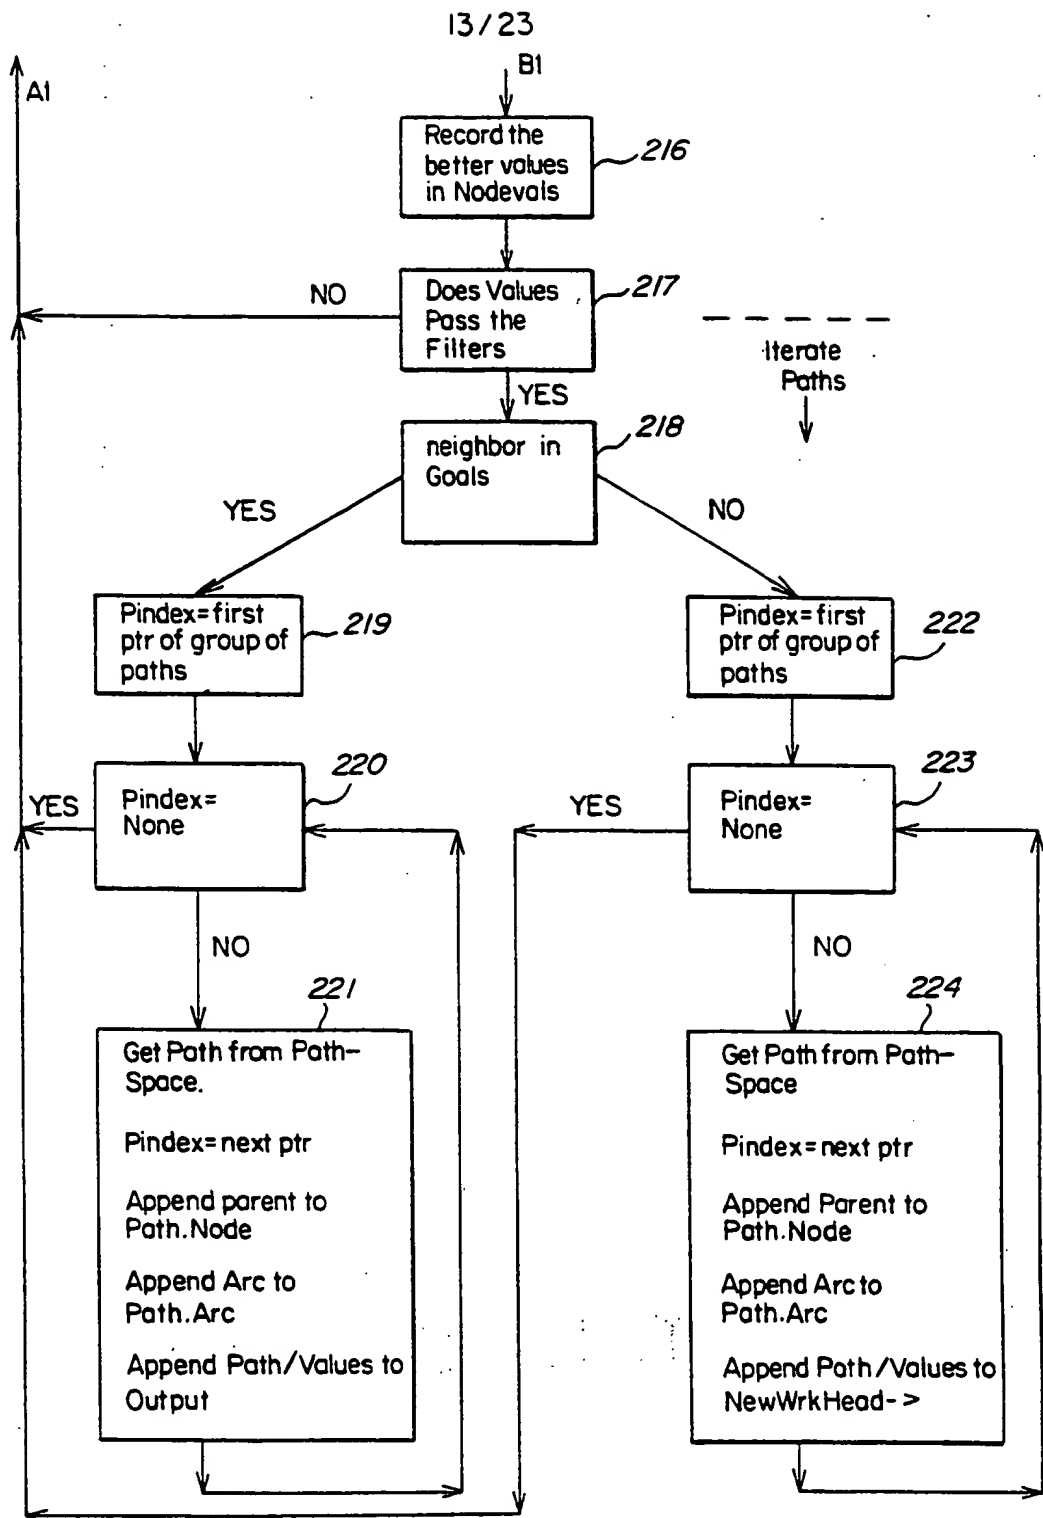 13/23
A1
B1
Record the
better values
in Nodevals
216
NO
Does Values
Pass the
Filters
217
Iterate
Paths
YES
neighbor in
Goals
218
YES
NO
Pindex=first
ptr of group of
paths
219
Pindex=first
ptr of group of
paths
222
YES
Pindex=
None
220
YES
Pindex=
None
223
NO
NO
221
Get Path from Path-
Space.
Pindex=next ptr
Append parent to
Path.Node
Append Arc to
Path.Arc
Append Path/Values to
Output
224
Get Path from Path-
Space
Pindex=next ptr
Append Parent to
Path.Node
Append Arc to
Path.Arc
Append Path/Values to
NewWrkHead->